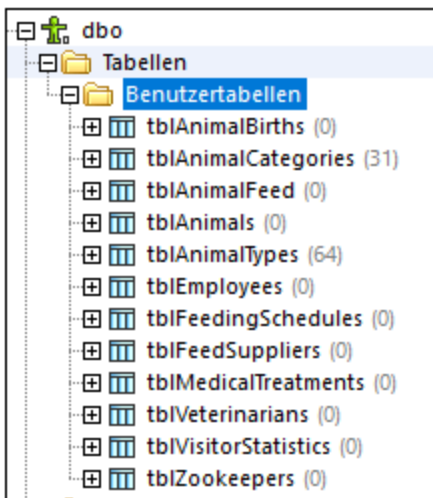 dbo
Tabellen
Benutzertabellen
tblAnimalBirths (0)
tblAnimalCategories (31)
tblAnimalFeed (0)
tblAnimals (0)
tblAnimalTypes (64)
tblEmployees (0)
tblFeedingSchedules (0)
tblFeedSuppliers (0)
tblMedicalTreatments (0)
tblVeterinarians (0)
tblVisitorStatistics (0)
tblZookeepers (0)